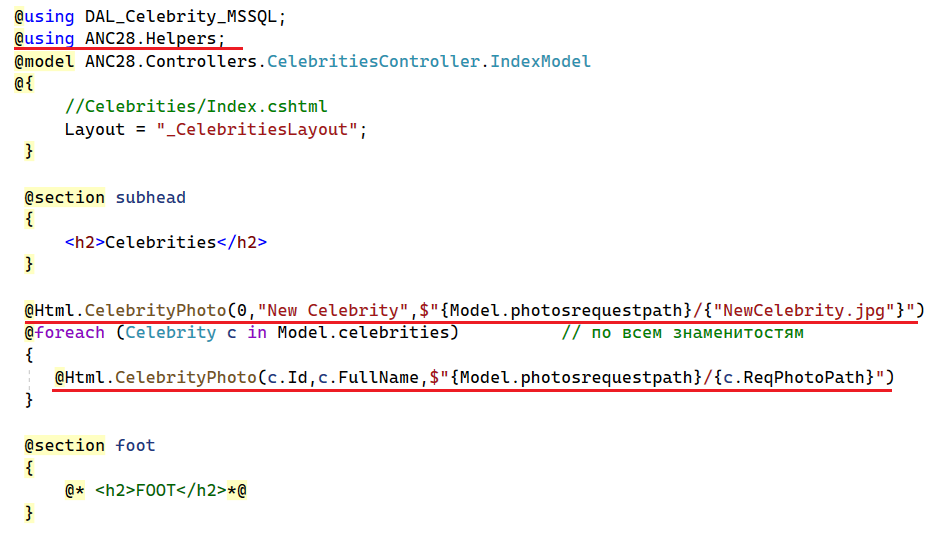 @using DAL_Celebrity_MSSQL;
@using ANC28.Helpers;
@model ANC28.Controllers.CelebritiesController.IndexModel
@{
//Celebrities/Index.cshtml
Layout = "_CelebritiesLayout";
}
@section subhead
{
<h2>Celebrities</h2>
}
@Html.CelebrityPhoto(0,"New Celebrity",$"{Model.photosrequestpath}/{"NewCelebrity.jpg"}")
@foreach (Celebrity c in Model.celebrities) // по всем знаменитостям
{
@Html.CelebrityPhoto(c.Id,c.FullName,$"{Model.photosrequestpath}/{c.ReqPhotoPath}")
}
@section foot
{
@* <h2>FOOT</h2>*@
}